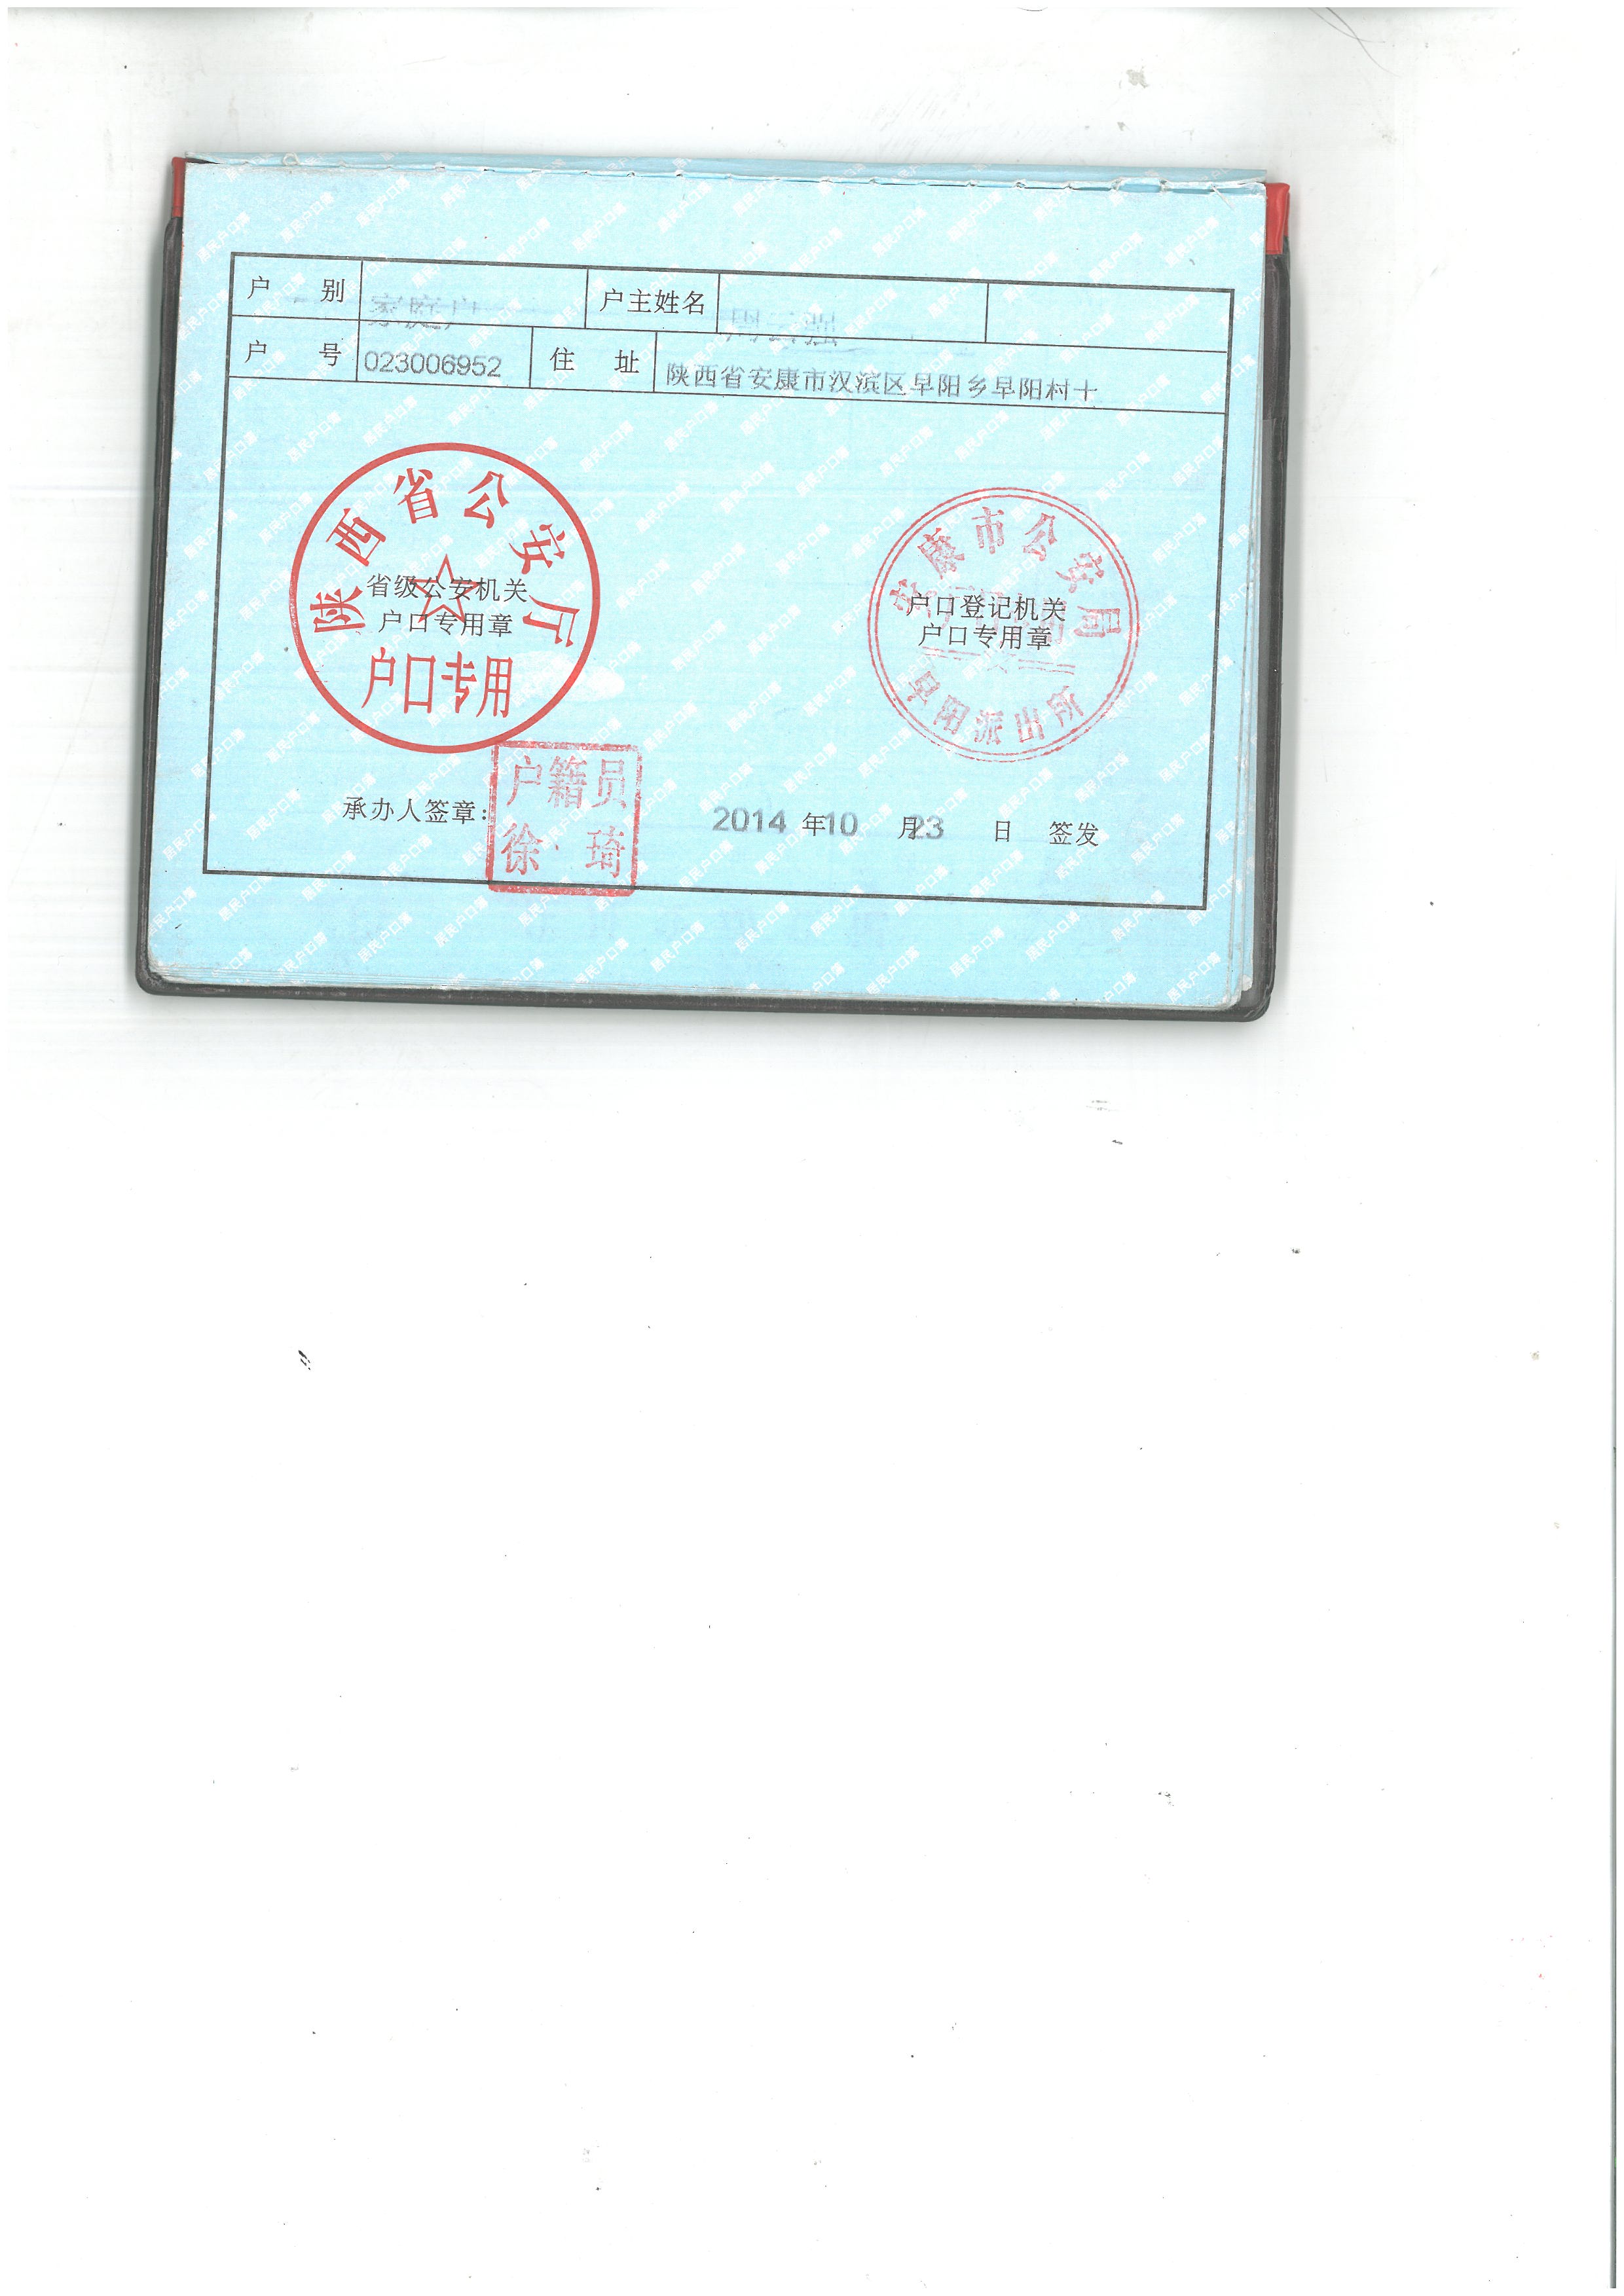 户 别 家庭户 户主姓名
户 号 023006952 住 址 陕西省安康市汉滨区早阳乡早阳村十
陕西省公安厅
省级公安机关
户口专用章
户口专用
安康市公安局
户口登记机关
户口专用章
早阳派出所
户籍员
徐琦
承办人签章： 2014 年10 月23 日 签发